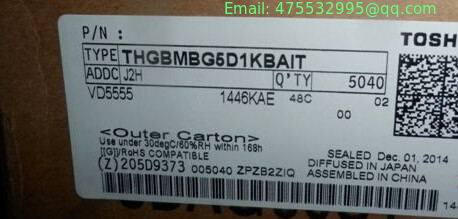 Email: 475532995@qq.com
P/N :
TOSH
TYPE THGBMBG5D1KBAIT
ADDC J2H Q'TY 5040
VD5555 1446KAE 48C 02
00
<Outer Carton>
Use under 30degC/60%RH within 168h
[[G]]/RoHS COMPATIBLE
(Z)205D9373 005040 ZPZB2ZIQ
SEALED Dec. 01, 2014
DIFFUSED IN JAPAN
ASSEMBLED IN CHINA